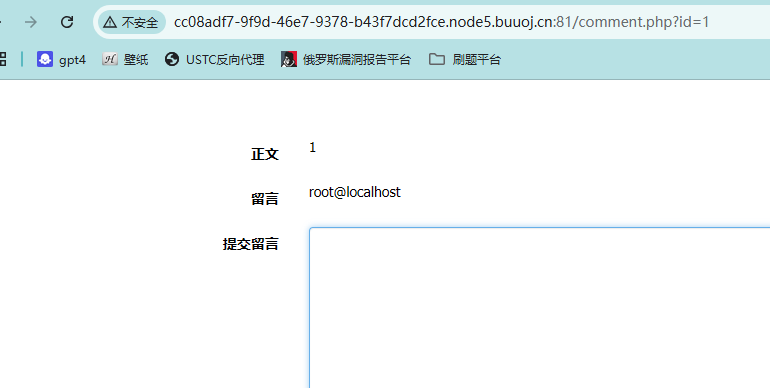 不安全 cc08adf7-9f9d-46e7-9378-b43f7dcd2fce.node5.buuoj.cn:81/comment.php?id=1
gpt4 壁纸 USTC反向代理 俄罗斯漏洞报告平台 刷题平台
正文 1
留言 root@localhost
提交留言